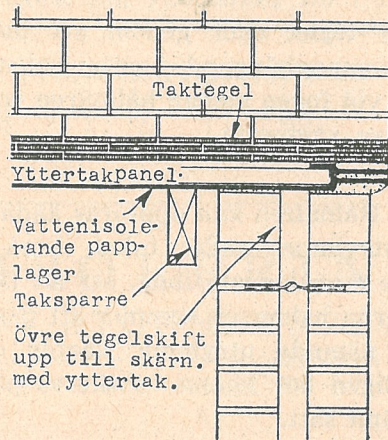 Taktegel
Yttertakpanel.
Vattenisole-
rande papp-
lager
Taksparre
Övre tegelskift
upp till skärn.
med yttertak.